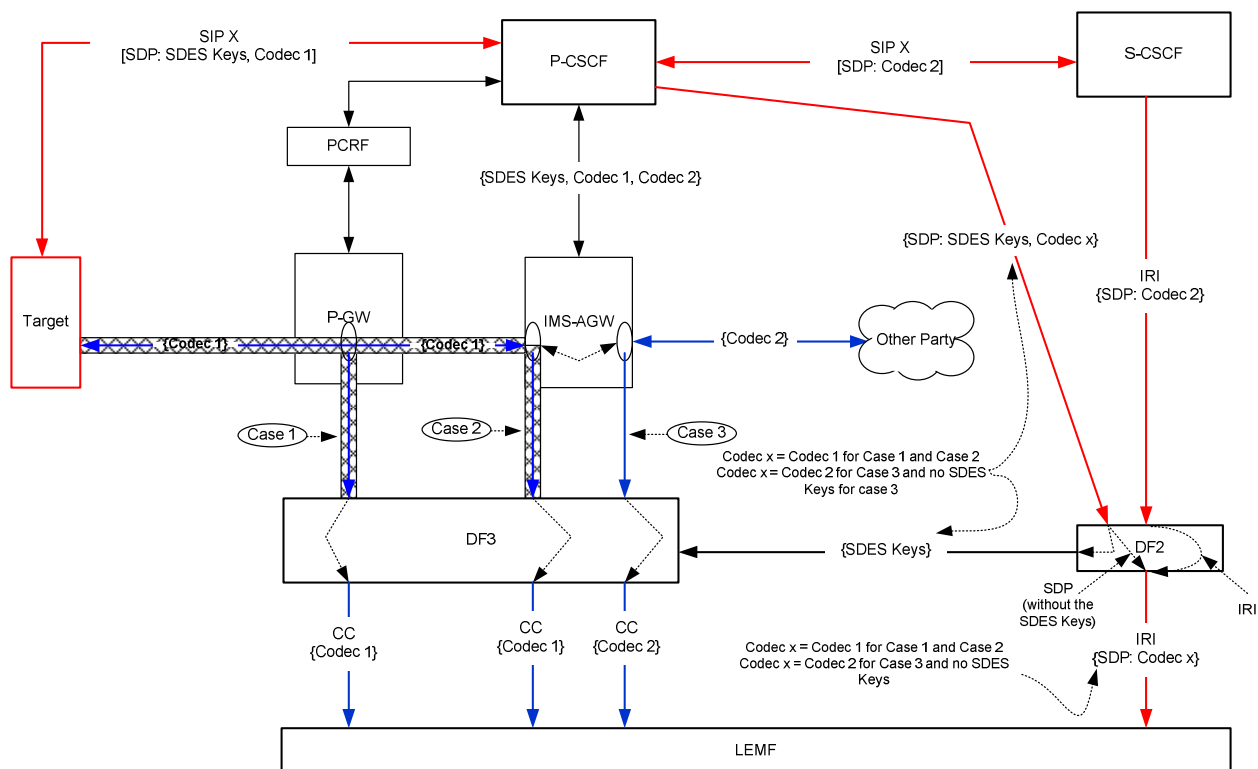 SIP X
[SDP: SDES Keys, Codec 1]
P-CSCF
SIP X
[SDP: Codec 2]
S-CSCF
PCRF
{SDES Keys, Codec 1, Codec 2}
{SDP: SDES Keys, Codec x}
IRI
{SDP: Codec 2}
Target
P-GW
IMS-AGW
{Codec 1}
{Codec 1}
{Codec 2}
Other Party
Case 1
Case 2
Case 3
Codec x = Codec 1 for Case 1 and Case 2
Codec x = Codec 2 for Case 3 and no SDES
Keys for case 3
DF3
{SDES Keys}
DF2
SDP
(without the
SDES Keys)
IRI
CC
{Codec 1}
CC
{Codec 1}
CC
{Codec 2}
Codec x = Codec 1 for Case 1 and Case 2
Codec x = Codec 2 for Case 3 and no SDES
Keys
IRI
{SDP: Codec x}
LEMF